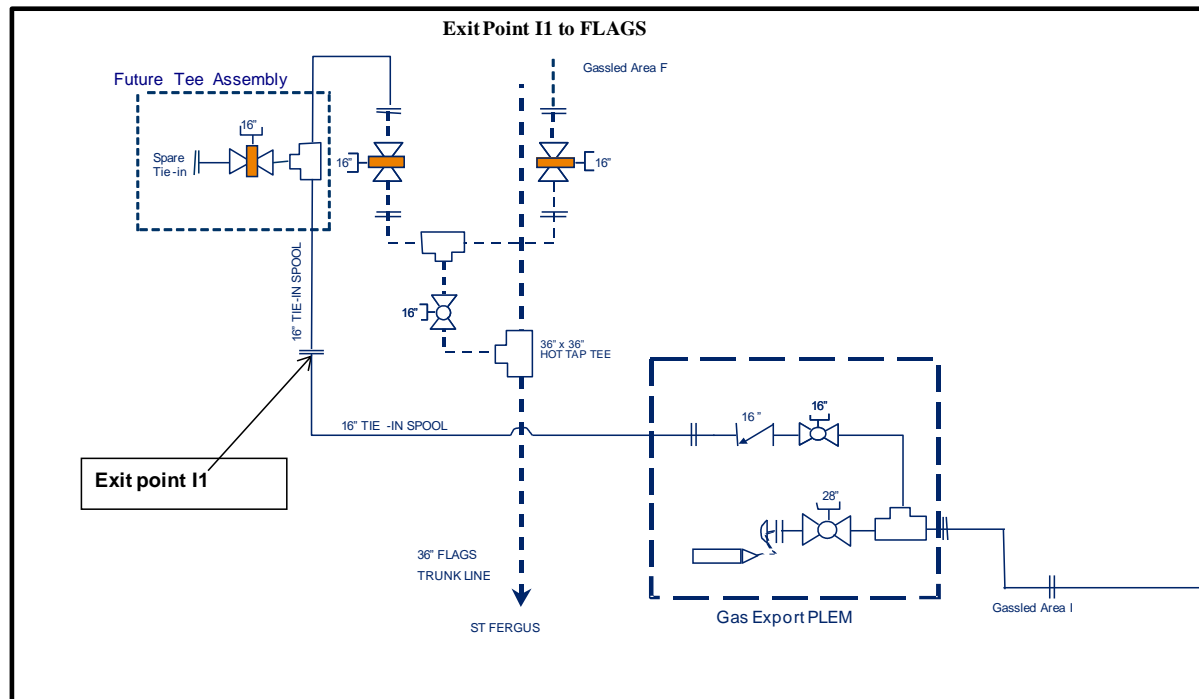 Exit Point I1 to FLAGS
Gassled Area F
Future Tee Assembly
16"
Spare
Tie-in
16"
16"
16" TIE-IN SPOOL
16"
36" x 36"
HOT TAP TEE
16" TIE -IN SPOOL
16 "
16"
Exit point I1
28"
36" FLAGS
TRUNK LINE
ST FERGUS
Gas Export PLEM
Gassled Area I